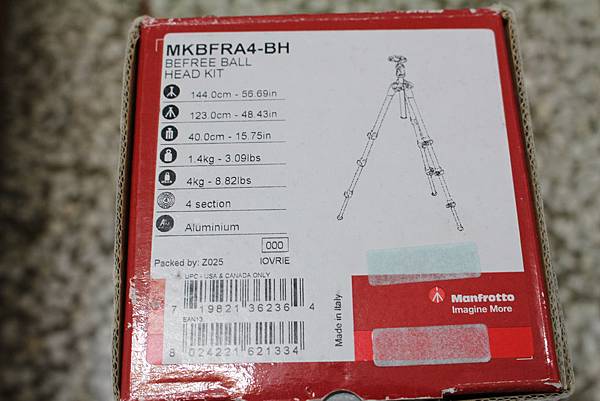 MKBFRA4-BH
BEFREE BALL
HEAD KIT
144.0cm - 56.69in
123.0cm - 48.43in
40.0cm - 15.75in
1.4kg - 3.09lbs
4kg - 8.82lbs
4 section
Aluminium
000
Packed by: Z025
IOVRIE
UPC - USA & CANADA ONLY
7 19821 36236 4
EAN13
8 024221 621334
Made in Italy
Manfrotto
Imagine More